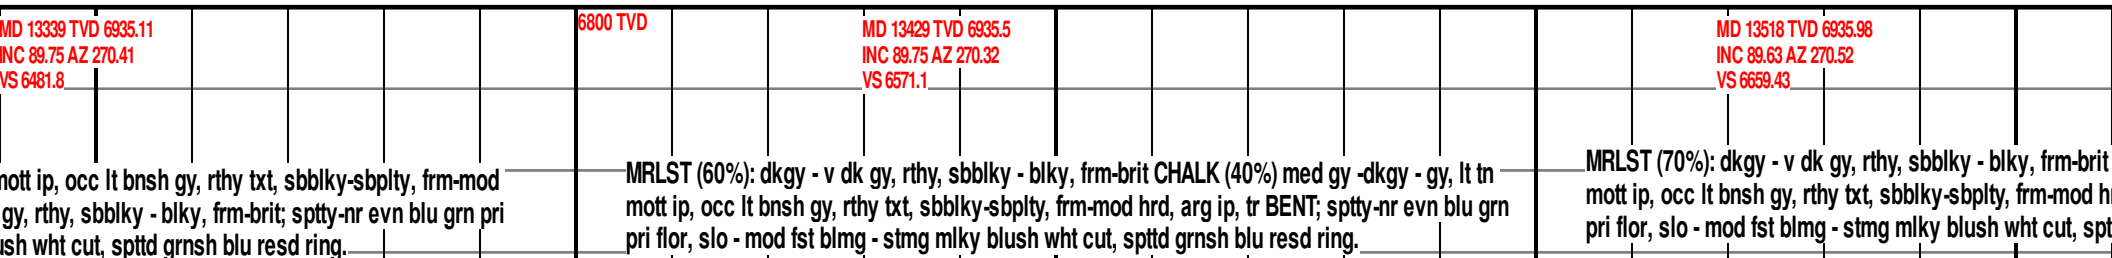 MD 13339 TVD 6935.11
INC 89.75 AZ 270.41
VS 6481.8
6800 TVD
MD 13429 TVD 6935.5
INC 89.75 AZ 270.32
VS 6571.1
MD 13518 TVD 6935.98
INC 89.63 AZ 270.52
VS 6659.43
mott ip, occ lt bnsh gy, rthy txt, sbblky-sbplty, frm-mod
gy, rthy, sbblky - blky, frm-brit; sptty-nr evn blu grn pri
ush wht cut, spttd grnsh blu resd ring.
MRLST (60%): dkgy - v dk gy, rthy, sbblky - blky, frm-brit CHALK (40%) med gy -dkgy - gy, lt tn
mott ip, occ lt bnsh gy, rthy txt, sbblky-sbplty, frm-mod hrd, arg ip, tr BENT; sptty-nr evn blu grn
pri flor, slo - mod fst blmg - stmg mlky blush wht cut, spttd grnsh blu resd ring.
MRLST (70%): dkgy - v dk gy, rthy, sbblky - blky, frm-brit
mott ip, occ lt bnsh gy, rthy txt, sbblky-sbplty, frm-mod h
pri flor, slo - mod fst blmg - stmg mlky blush wht cut, spt